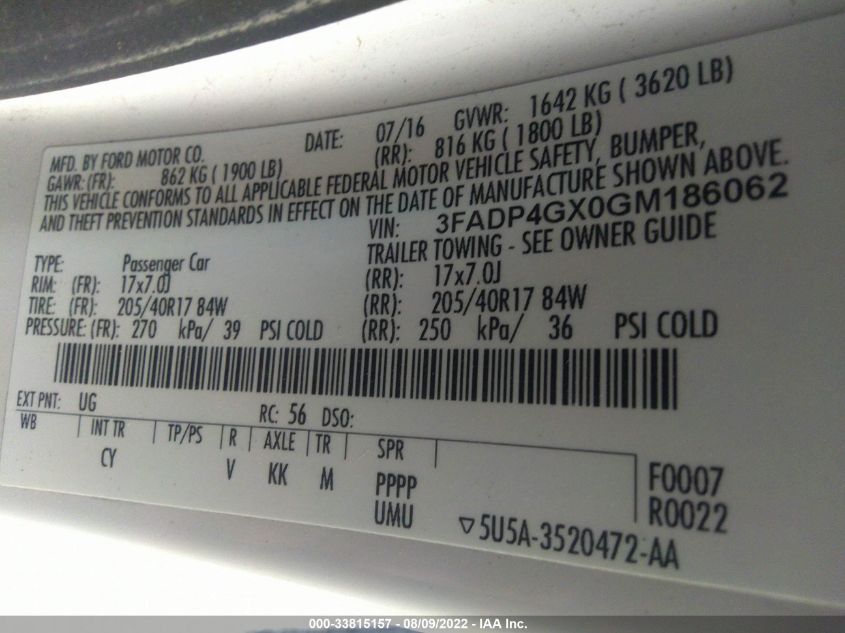 MFD. BY FORD MOTOR CO. DATE: 07/16 GVWR: 1642 KG ( 3620 LB)
GAWR:(FR): 862 KG ( 1900 LB) (RR): 816 KG ( 1800 LB)
THIS VEHICLE CONFORMS TO ALL APPLICABLE FEDERAL MOTOR VEHICLE SAFETY, BUMPER,
AND THEFT PREVENTION STANDARDS IN EFFECT ON THE DATE OF MANUFACTURE SHOWN ABOVE.
VIN: 3FADP4GX0GM186062
TRAILER TOWING - SEE OWNER GUIDE
TYPE: Passenger Car
RIM: (FR): 17x7.0J (RR): 17x7.0J
TIRE: (FR): 205/40R17 84W (RR): 205/40R17 84W
PRESSURE: (FR): 270 kPa/ 39 PSI COLD (RR): 250 kPa/ 36 PSI COLD
EXT PNT: UG RC: 56 DSO:
WB INT TR TP/PS R AXLE TR SPR
CY V KK M PPPP F0007
UMU R0022
▽5U5A-3520472-AA
000-33815157 - 08/09/2022 - IAA Inc.